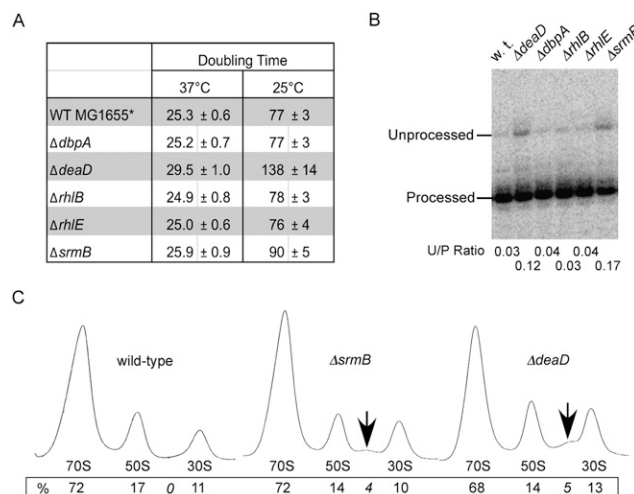 A
Doubling Time
37°C 25°C
WT MG1655* 25.3 ± 0.6 77 ± 3
ΔdbpA 25.2 ± 0.7 77 ± 3
ΔdeaD 29.5 ± 1.0 138 ± 14
ΔrhlB 24.9 ± 0.8 78 ± 3
ΔrhlE 25.0 ± 0.6 76 ± 4
ΔsrmB 25.9 ± 0.9 90 ± 5
B
w. t. ΔdeaD ΔdbpA ΔrhlB ΔrhlE ΔsrmB
Unprocessed
Processed
U/P Ratio 0.03 0.04 0.04
0.12 0.03 0.17
C
wild-type ΔsrmB ΔdeaD
70S 50S 30S 70S 50S 30S 70S 50S 30S
% 72 17 0 11 72 14 4 10 68 14 5 13